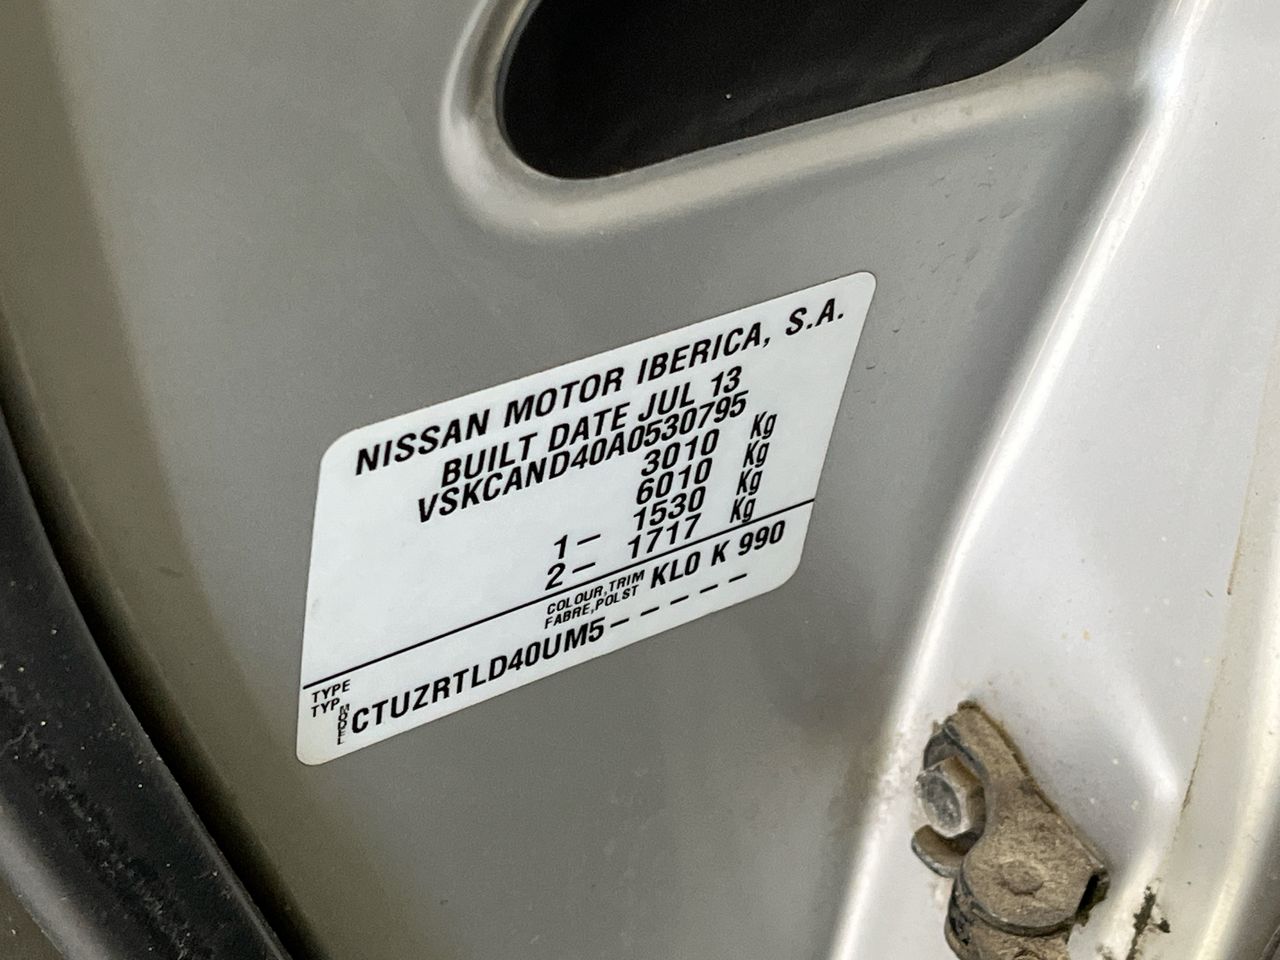 NISSAN MOTOR IBERICA, S.A.
BUILT DATE JUL 13
VSKCAND40A0530795
3010 Kg
6010 Kg
1- 1530 Kg
2- 1717 Kg
COLOUR,TRIM
FABRE,POLST KL0 K 990
TYPE
TYP
MODEL CTUZRTLD40UM5-----